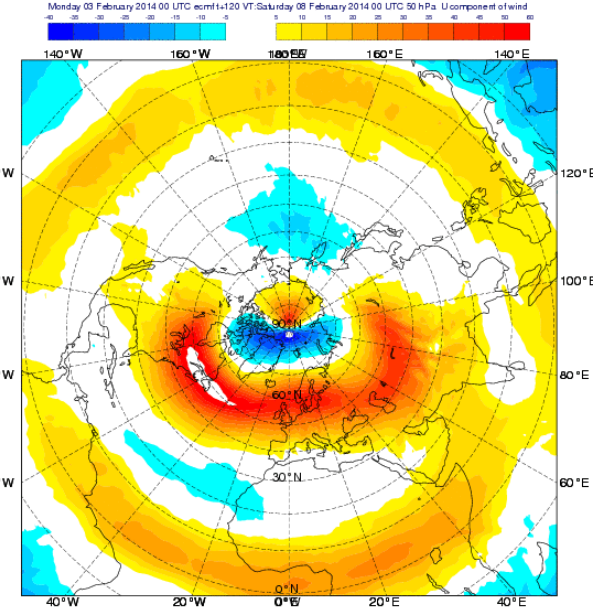 Monday 03 February 2014 00 UTC ecmf t+120 VT:Saturday 08 February 2014 00 UTC 50 hPa U component of wind
-40 -35 -30 -25 -20 -15 -10 -5 5 10 15 20 25 30 35 40 45 50 60
140°W 160°W 160°E 140°E
W 120°E
W 100°E
90°N
W 80°E
60°N
W 60°E
30°N
0°N
40°W 20°W 0°E 20°E 40°E